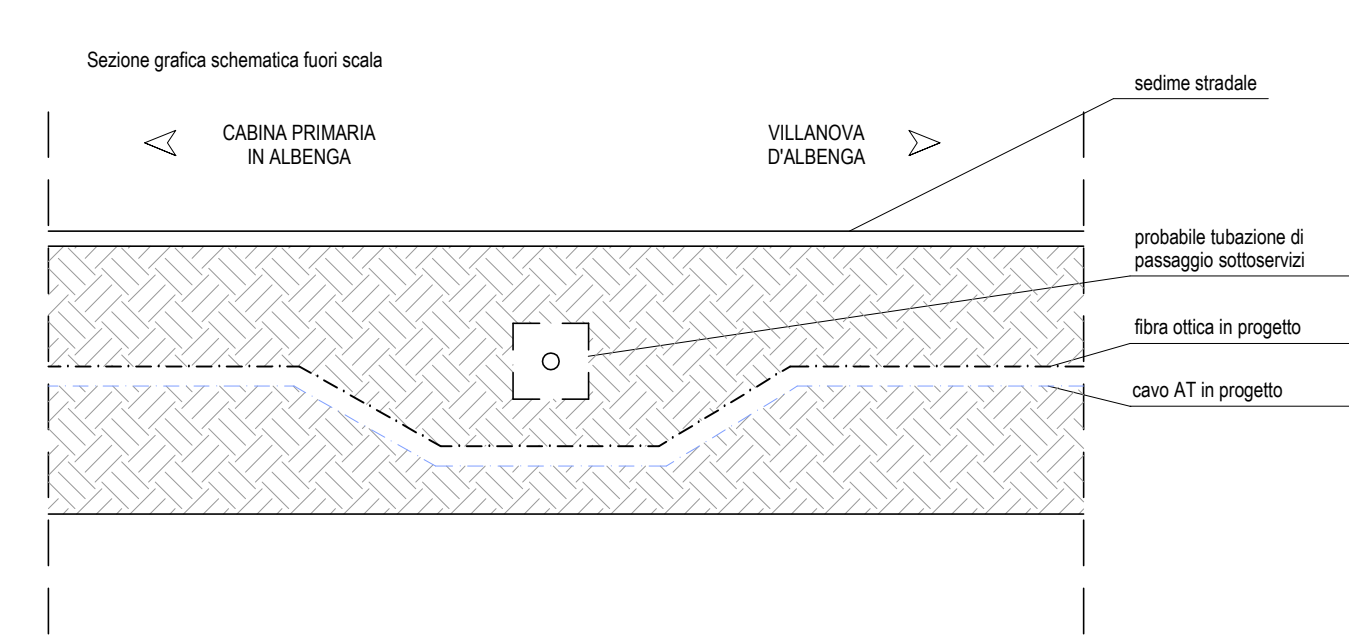 Sezione grafica schematica fuori scala
sedime stradale
CABINA PRIMARIA
IN ALBENGA
VILLANOVA
D'ALBENGA
probabile tubazione di
passaggio sottoservizi
fibra ottica in progetto
cavo AT in progetto